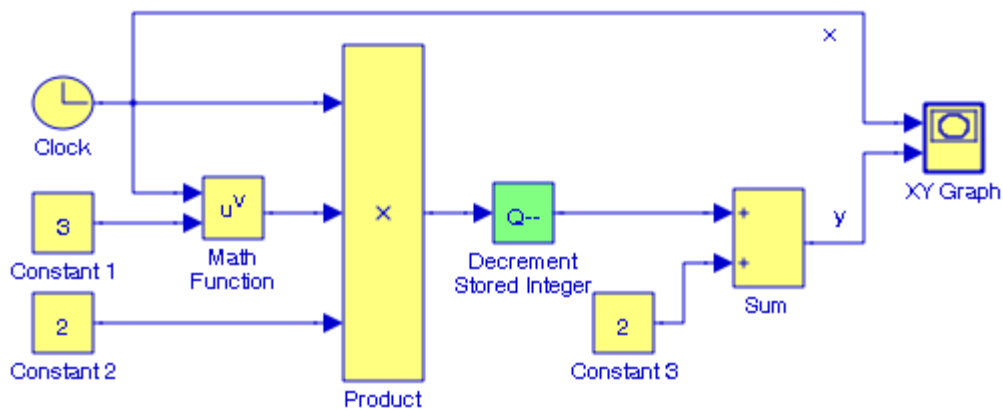 x
Clock
XY Graph
3
u^v
×
Q--
+
y
Constant 1
Math
Function
Decrement
Stored Integer
+
Sum
2
2
Constant 2
Constant 3
Product